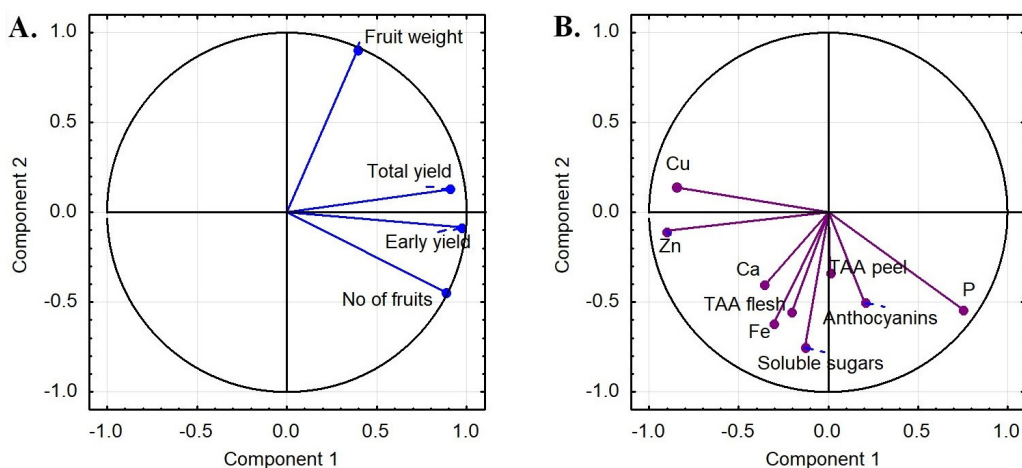 A.
1.0
0.5
0.0
-0.5
-1.0
Component 2
Fruit weight
Total yield
Early yield
No of fruits
-1.0
-0.5
0.0
0.5
1.0
Component 1
B.
1.0
0.5
0.0
-0.5
-1.0
Component 2
Cu
Zn
Ca
TAA peel
P
TAA flesh
Anthocyanins
Fe
Soluble sugars
-1.0
-0.5
0.0
0.5
1.0
Component 1